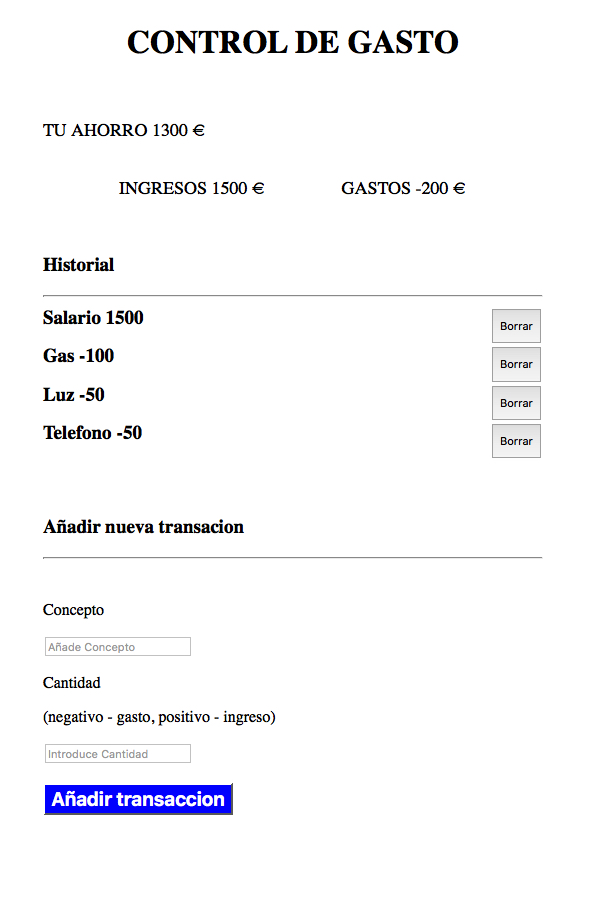 CONTROL DE GASTO
TU AHORRO 1300 €
INGRESOS 1500 € GASTOS -200 €
Historial
Salario 1500 Borrar
Gas -100 Borrar
Luz -50 Borrar
Telefono -50 Borrar
Añadir nueva transacion
Concepto
Añade Concepto
Cantidad
(negativo - gasto, positivo - ingreso)
Introduce Cantidad
Añadir transaccion